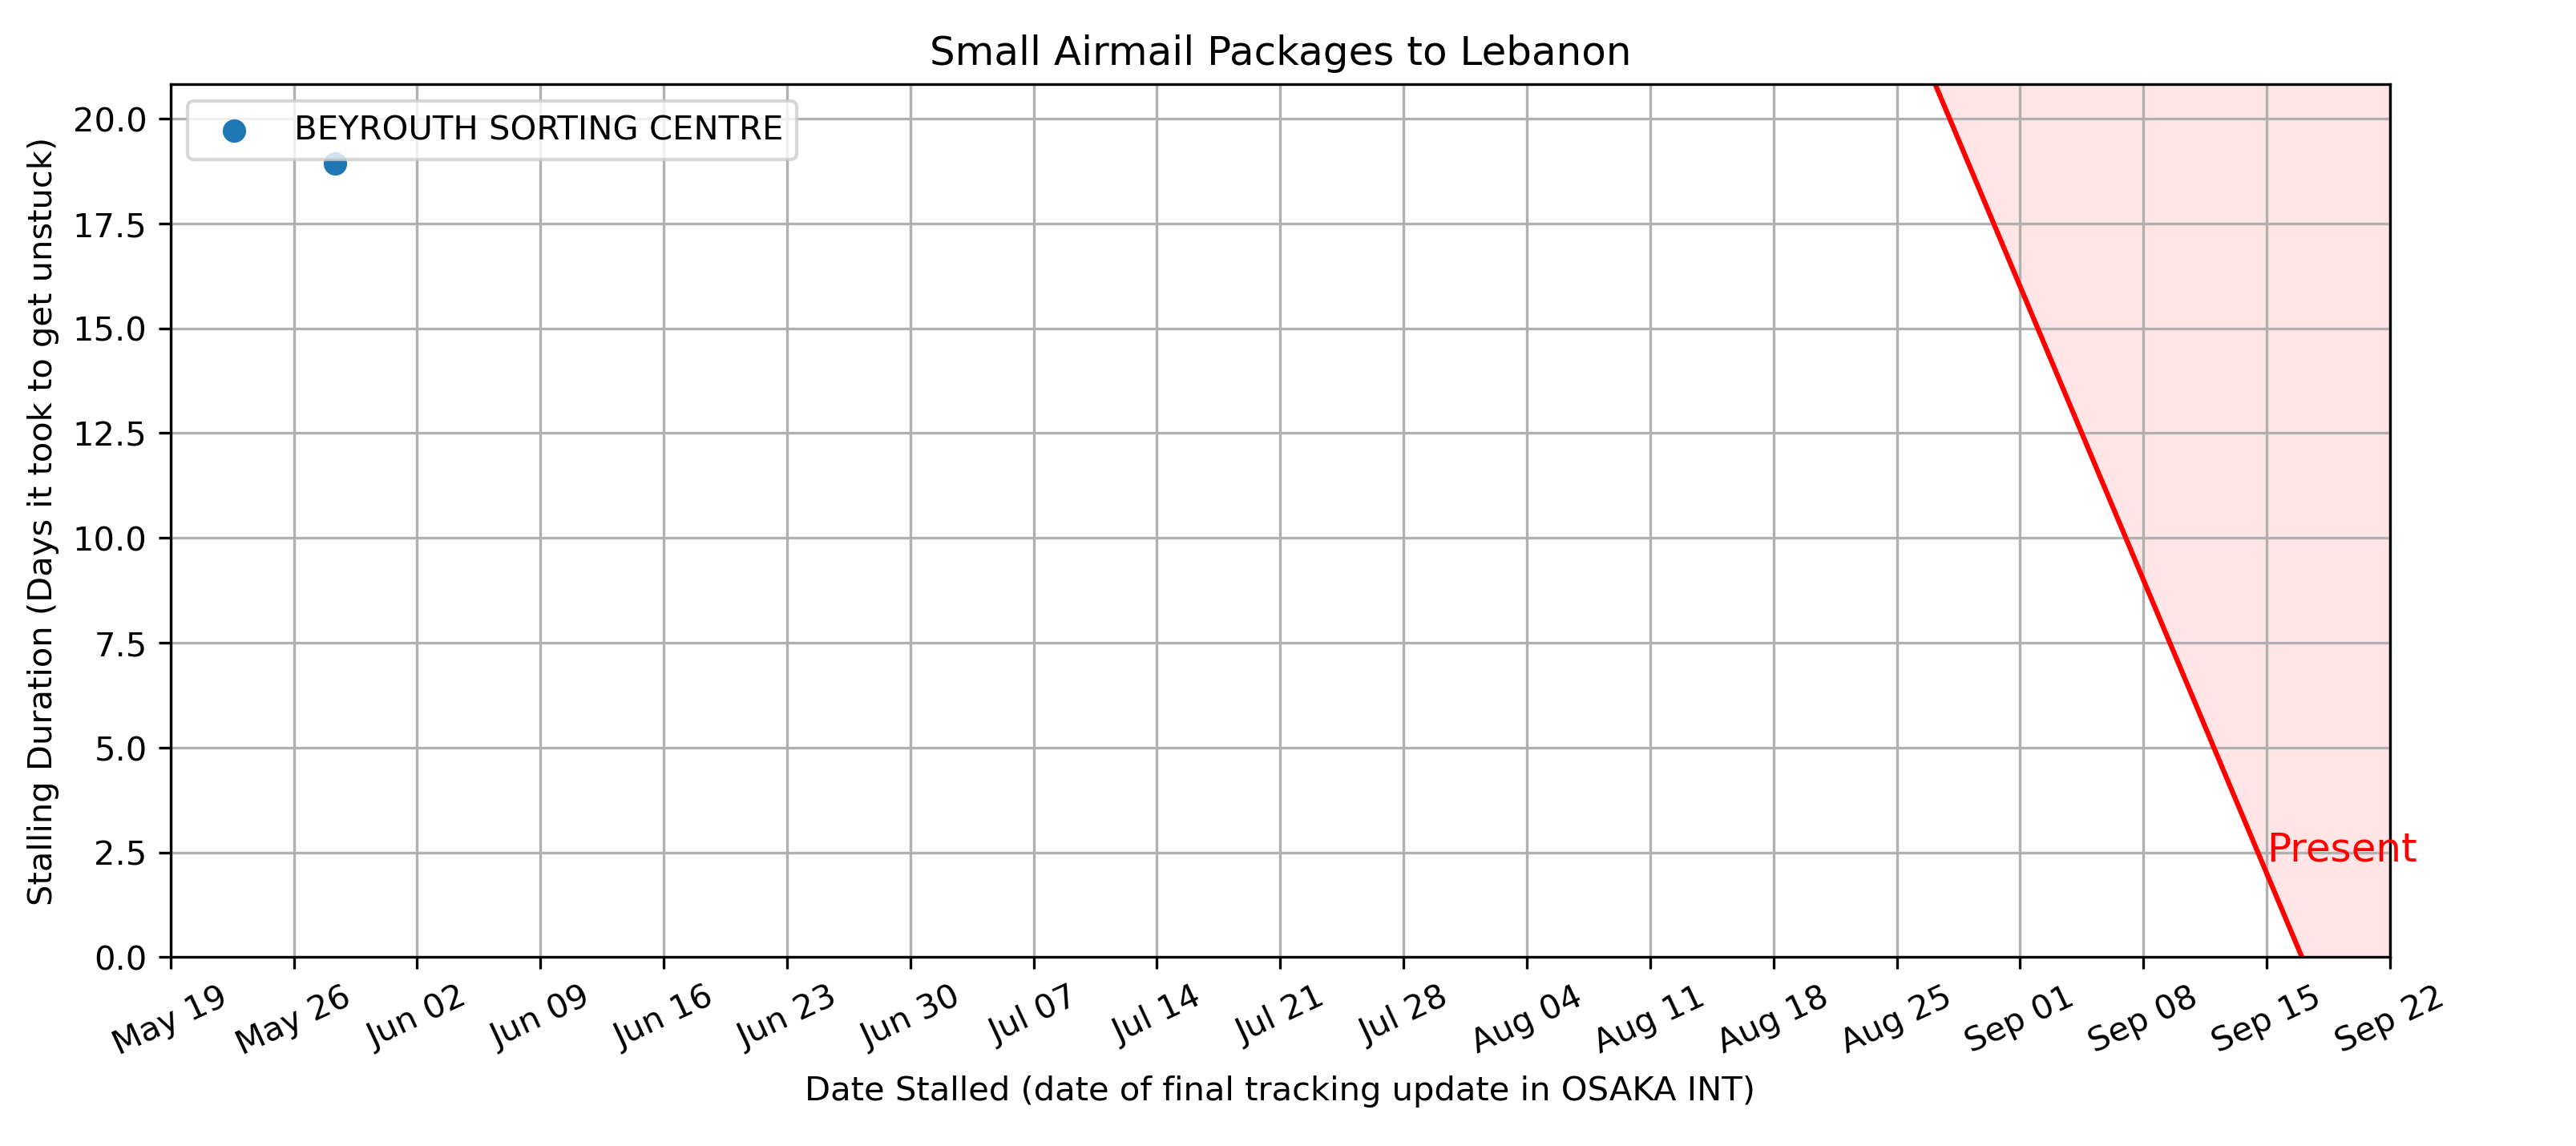 Small Airmail Packages to Lebanon
BEYROUTH SORTING CENTRE
Stalling Duration (Days it took to get unstuck)
20.0
17.5
15.0
12.5
10.0
7.5
5.0
2.5
0.0
Present
May 19
May 26
Jun 02
Jun 09
Jun 16
Jun 23
Jun 30
Jul 07
Jul 14
Jul 21
Jul 28
Aug 04
Aug 11
Aug 18
Aug 25
Sep 01
Sep 08
Sep 15
Sep 22
Date Stalled (date of final tracking update in OSAKA INT)